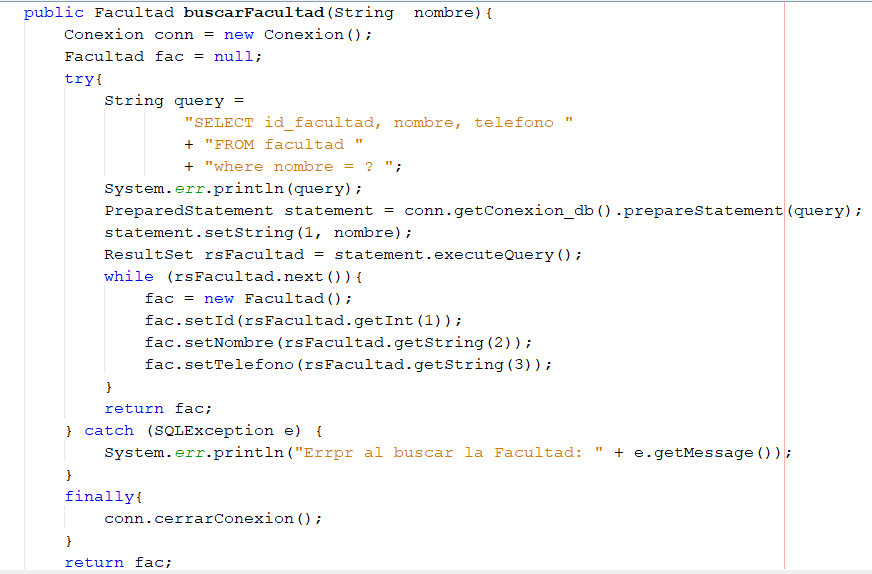 public Facultad buscarFacultad(String  nombre){
    Conexion conn = new Conexion();
    Facultad fac = null;
    try{
        String query =
                "SELECT id_facultad, nombre, telefono "
                + "FROM facultad "
                + "where nombre = ? ";
        System.err.println(query);
        PreparedStatement statement = conn.getConexion_db().prepareStatement(query);
        statement.setString(1, nombre);
        ResultSet rsFacultad = statement.executeQuery();
        while (rsFacultad.next()){
            fac = new Facultad();
            fac.setId(rsFacultad.getInt(1));
            fac.setNombre(rsFacultad.getString(2));
            fac.setTelefono(rsFacultad.getString(3));
        }
        return fac;
    } catch (SQLException e) {
        System.err.println("Errpr al buscar la Facultad: " + e.getMessage());
    }
    finally{
        conn.cerrarConexion();
    }
    return fac;